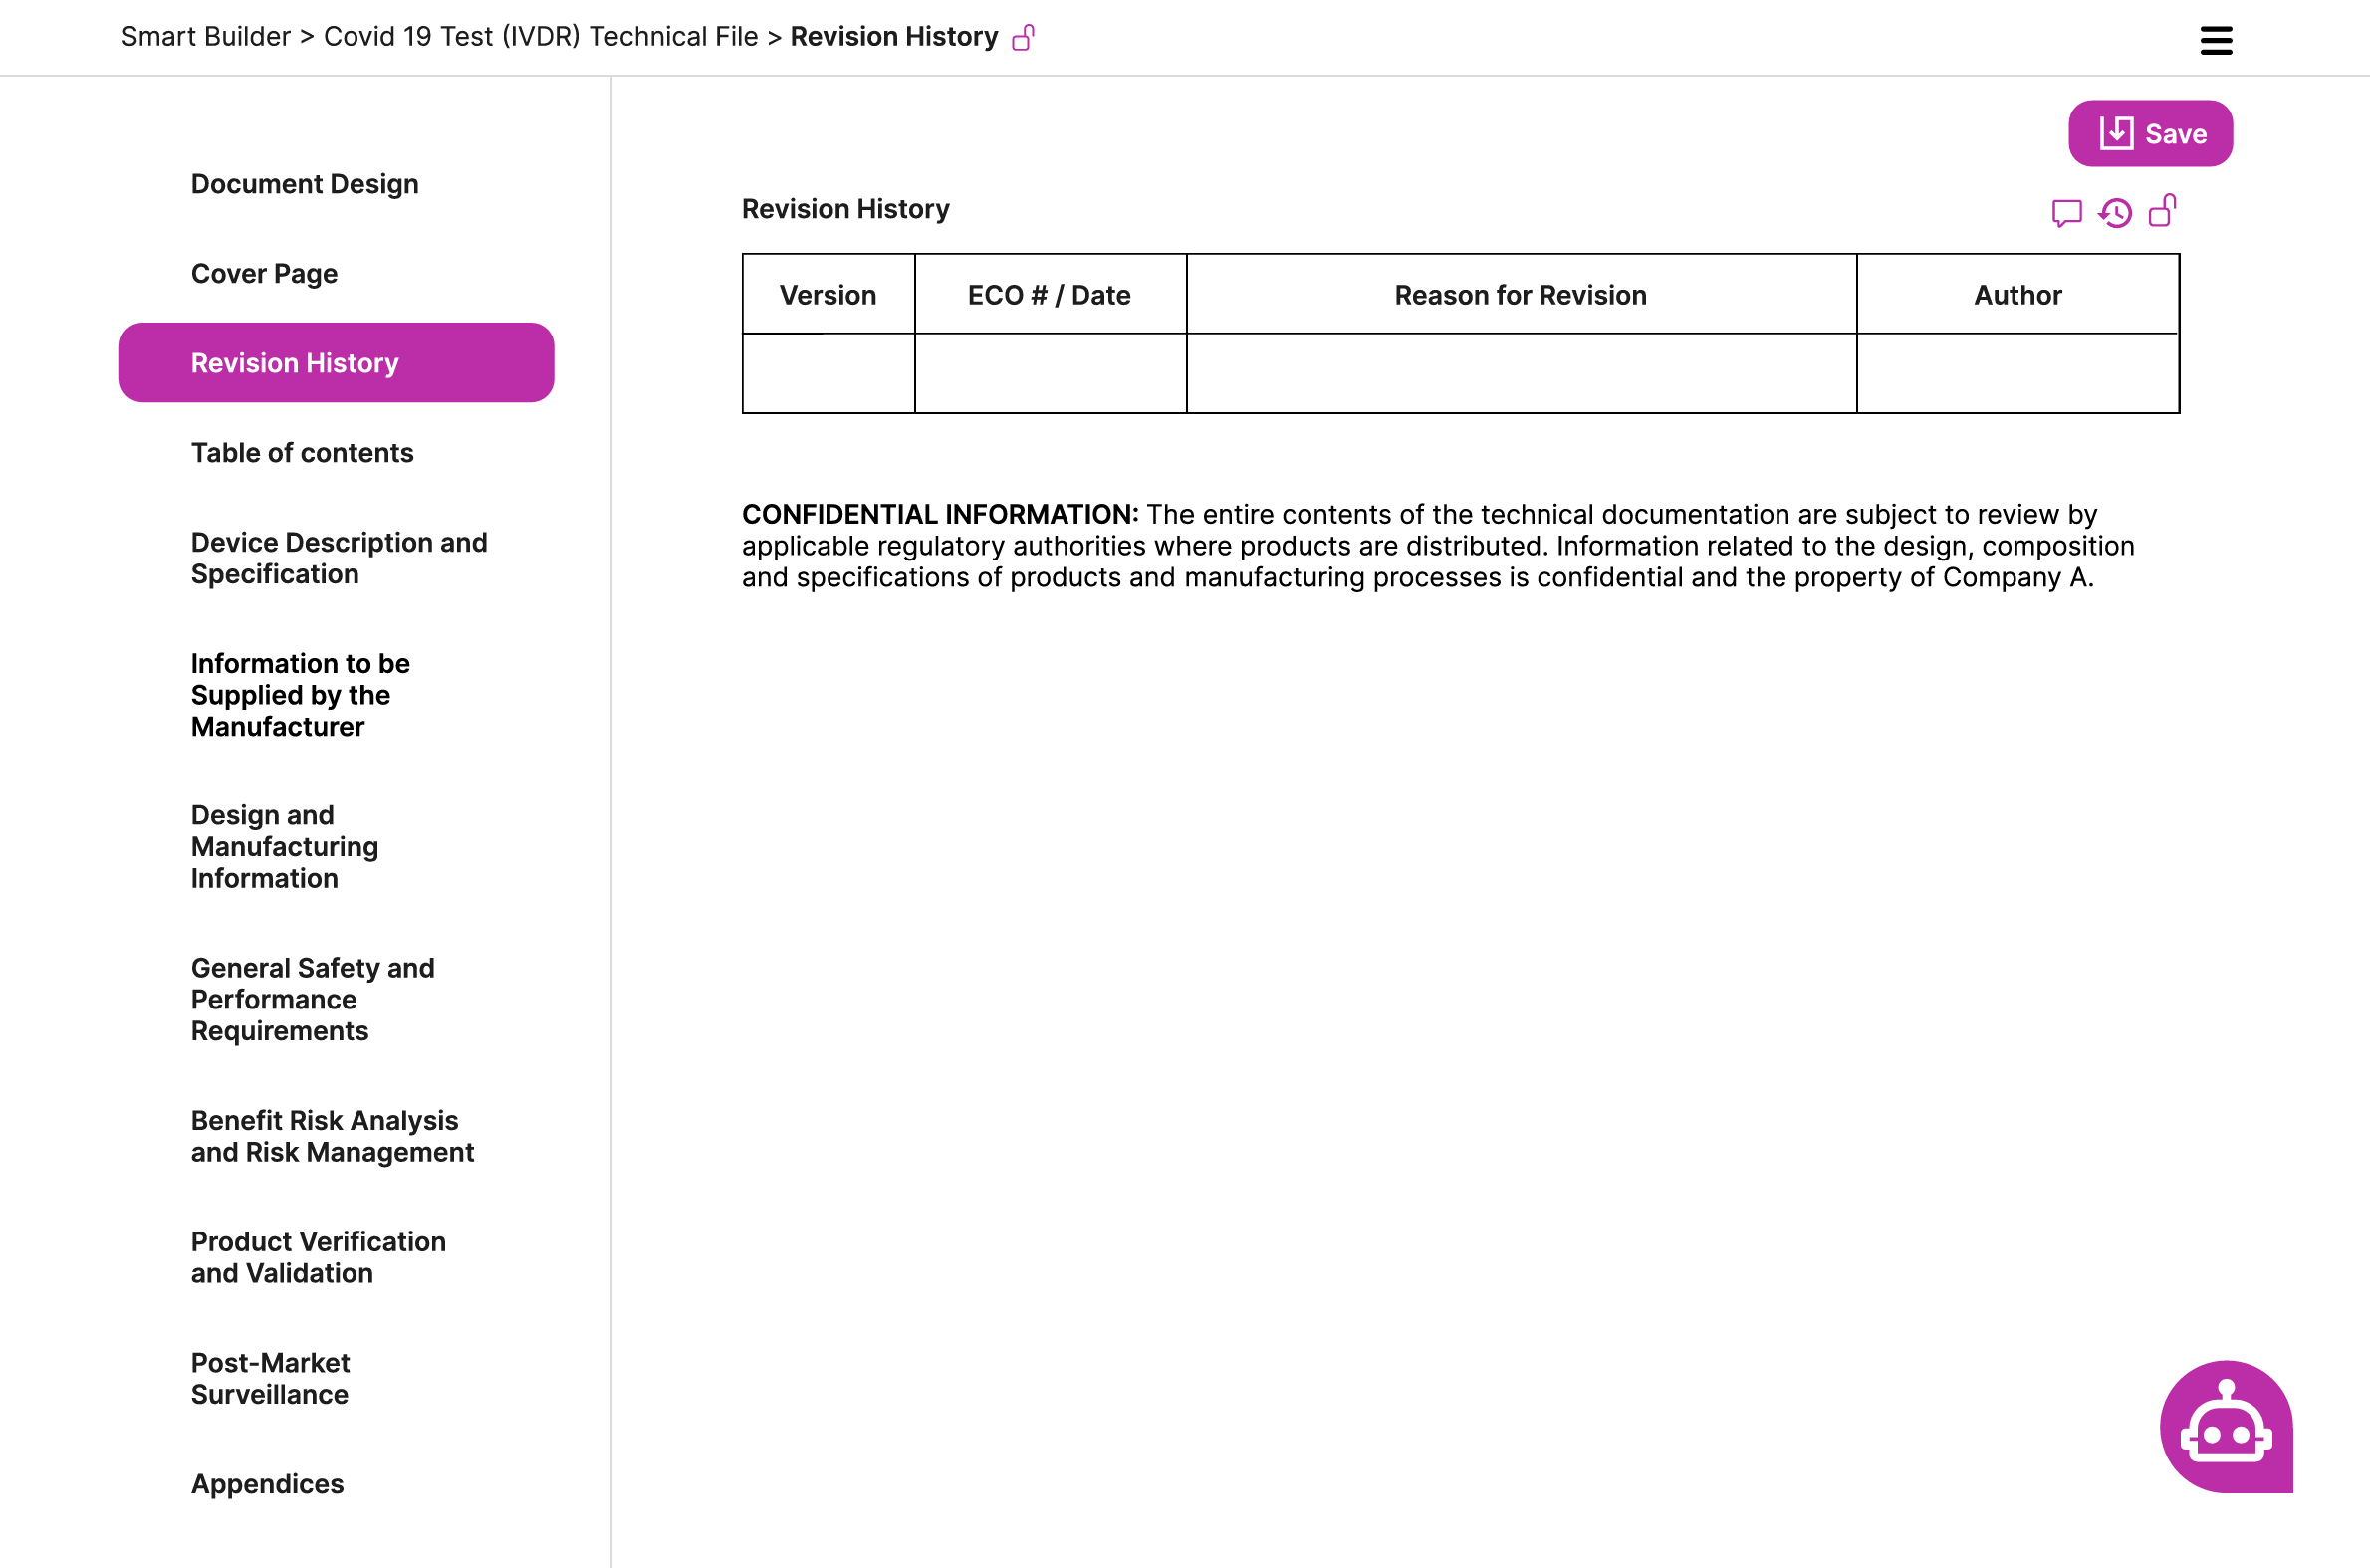 Smart Builder > Covid 19 Test (IVDR) Technical File > Revision History
Save
Document Design
Cover Page
Revision History
Table of contents
Device Description and
Specification
Information to be
Supplied by the
Manufacturer
Design and
Manufacturing
Information
General Safety and
Performance
Requirements
Benefit Risk Analysis
and Risk Management
Product Verification
and Validation
Post-Market
Surveillance
Appendices
Revision History
Version ECO # / Date Reason for Revision Author
CONFIDENTIAL INFORMATION: The entire contents of the technical documentation are subject to review by
applicable regulatory authorities where products are distributed. Information related to the design, composition
and specifications of products and manufacturing processes is confidential and the property of Company A.